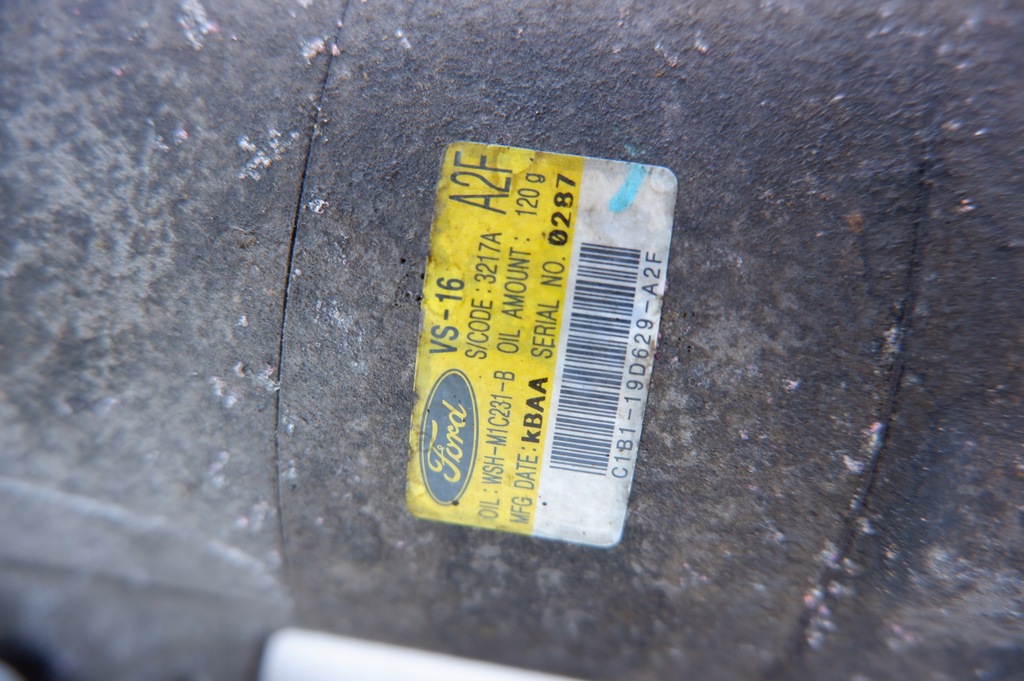 Ford VS-16 A2F
S/CODE : 3217A
OIL : WSH-M1C231-B OIL AMOUNT : 120 g
MFG DATE: KBAA SERIAL NO. 0287
C1B1-19D629-A2F